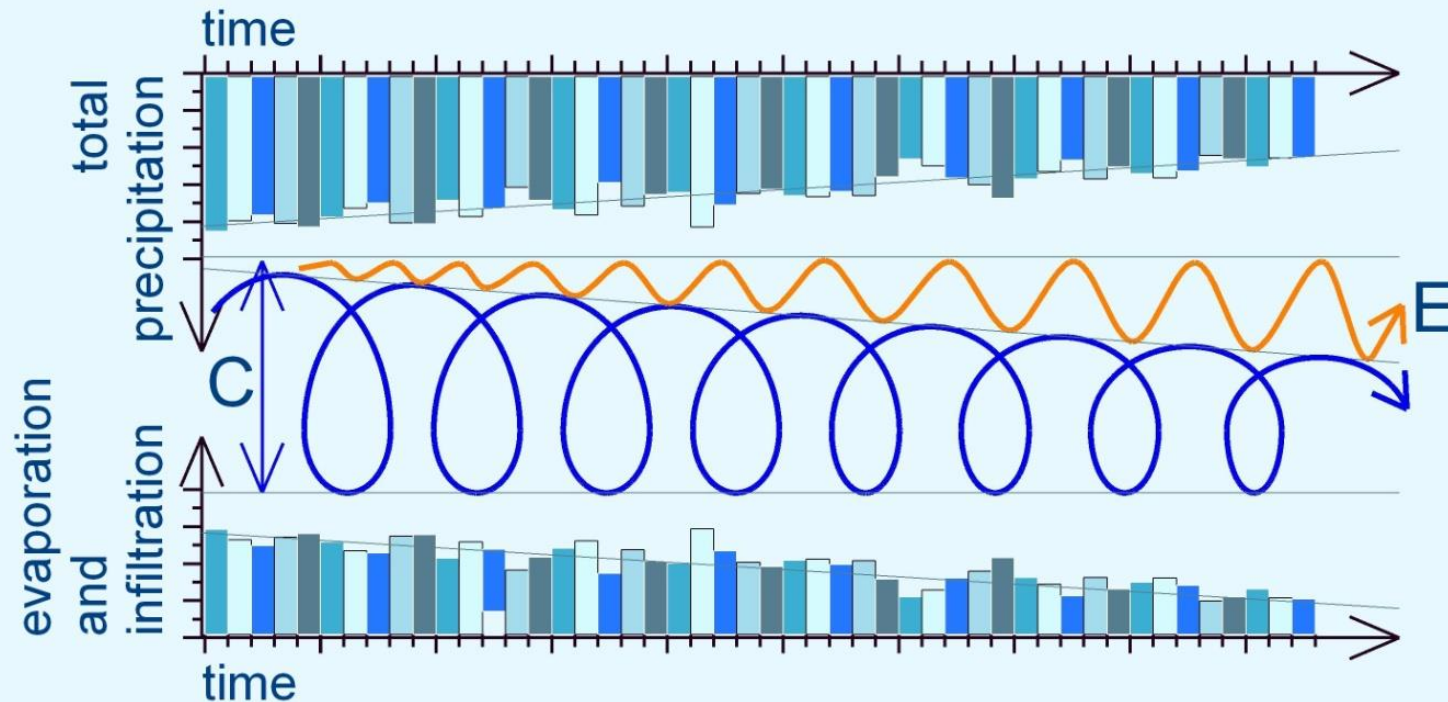 time
total
precipitation
C
E
evaporation
and
infiltration
time